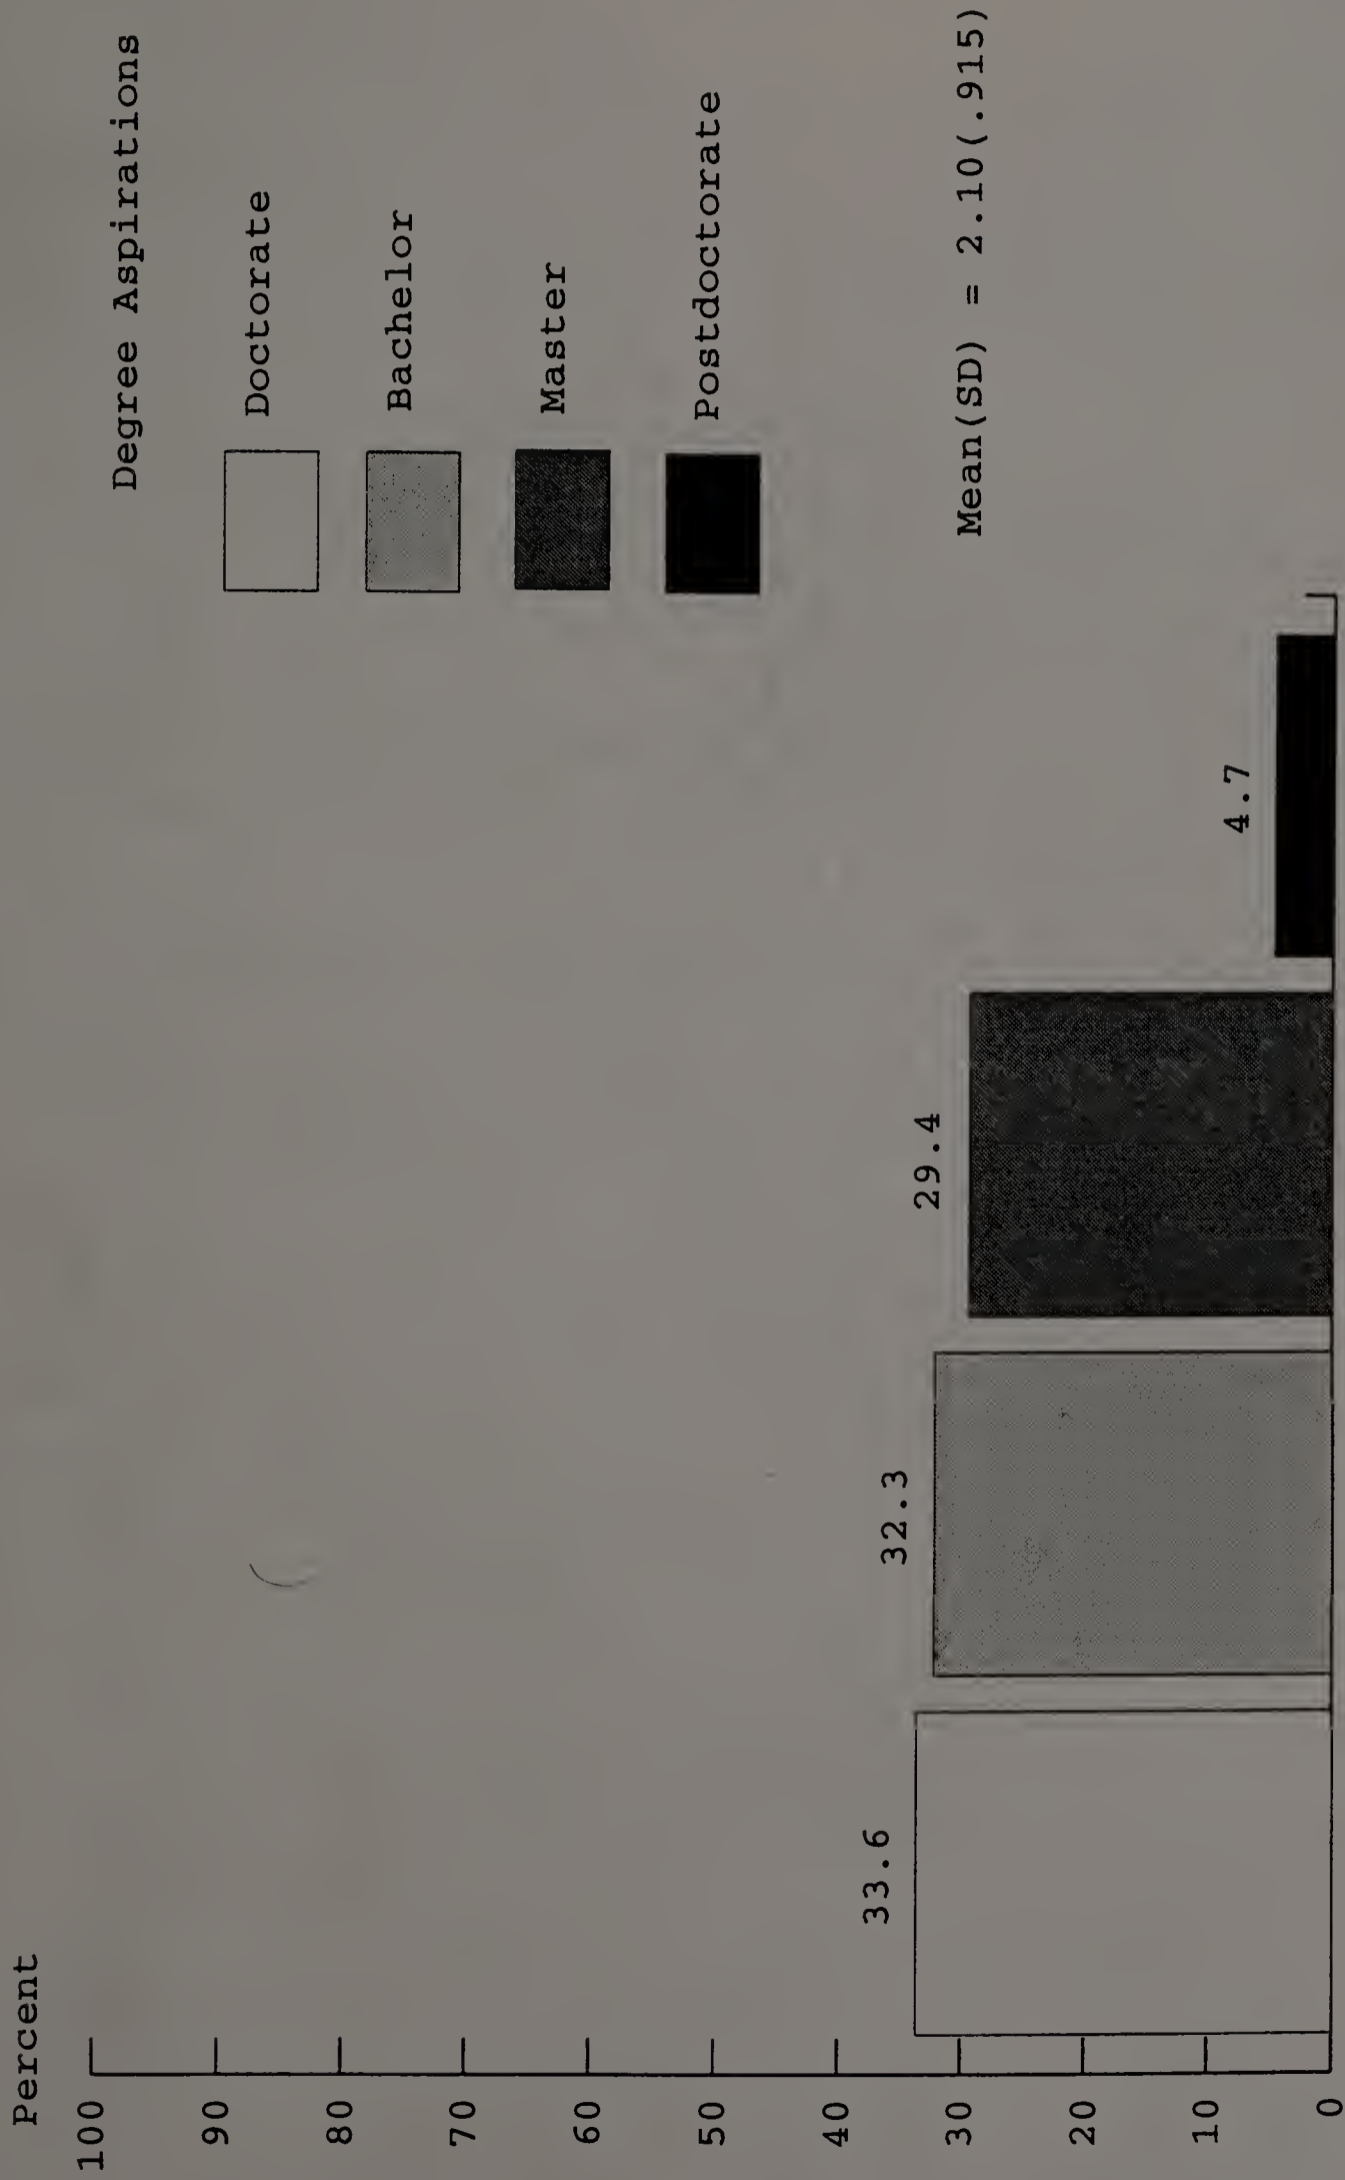 Percent
100
90
80
70
60
50
40
30
20
10
0
33.6
32.3
29.4
4.7
Degree Aspirations
Doctorate
Bachelor
Master
Postdoctorate
Mean(SD) = 2.10(.915)